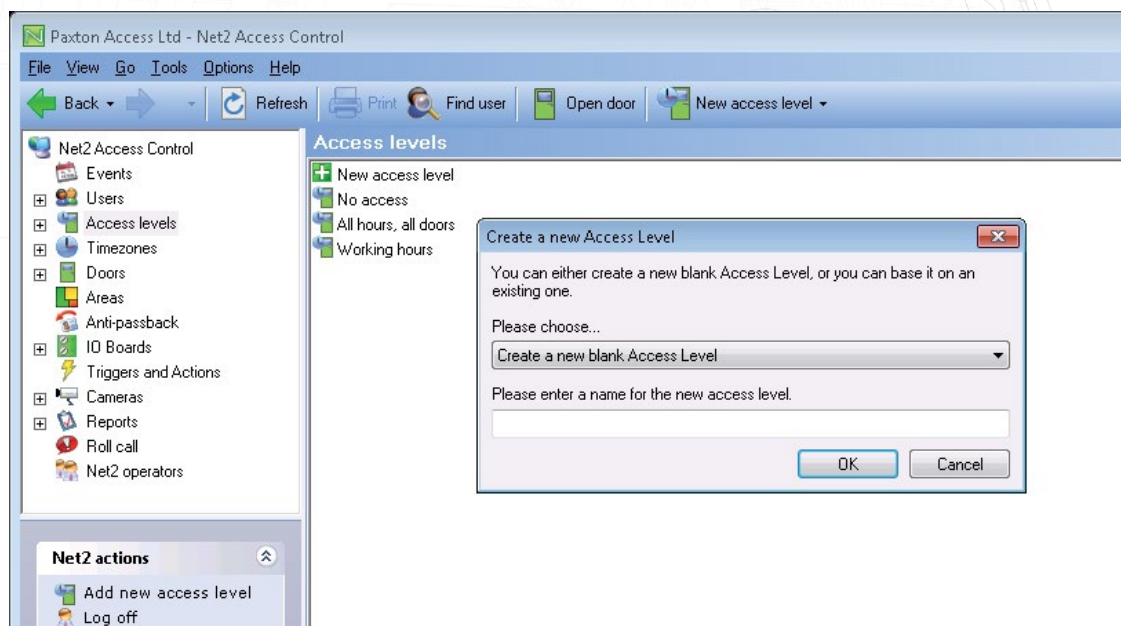 Paxton Access Ltd - Net2 Access Control
File View Go Tools Options Help
Back Refresh Print Find user Open door New access level
Net2 Access Control
Events
Users
Access levels
Timezones
Doors
Areas
Anti-passback
IO Boards
Triggers and Actions
Cameras
Reports
Roll call
Net2 operators
Net2 actions
Add new access level
Log off
Access levels
New access level
No access
All hours, all doors
Working hours
Create a new Access Level
You can either create a new blank Access Level, or you can base it on an
existing one.
Please choose...
Create a new blank Access Level
Please enter a name for the new access level.
OK Cancel